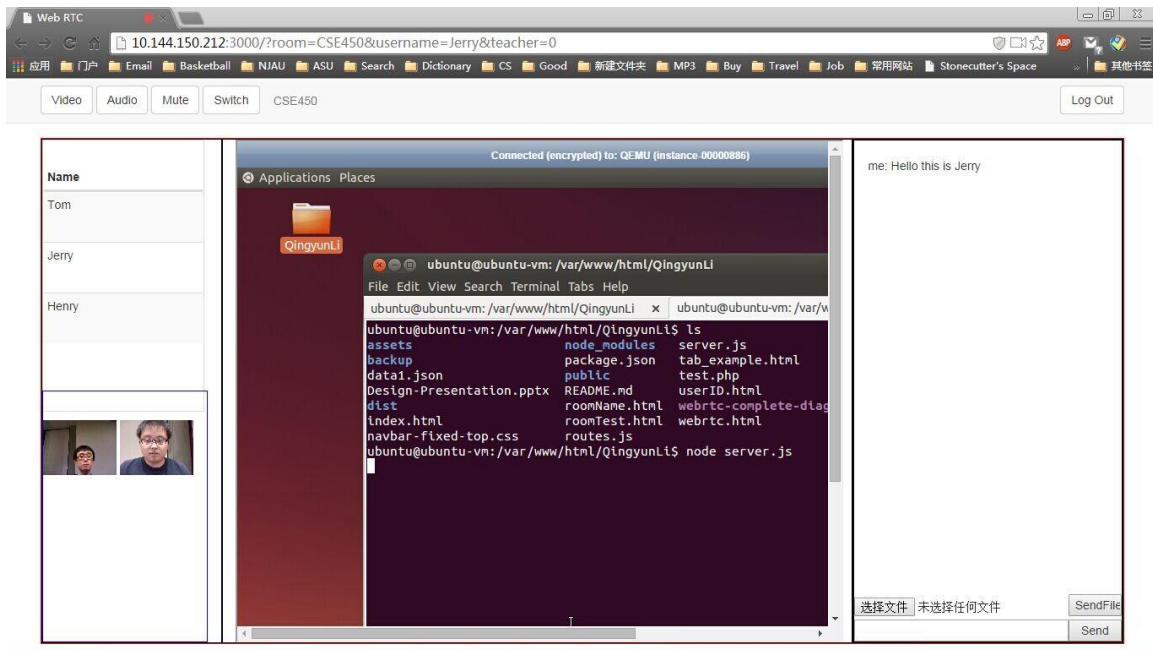 Web RTC
10.144.150.212:3000/?room=CSE450&username=Jerry&teacher=0
ABP
应用 门户 Email Basketball NJAU ASU Search Dictionary CS Good 新建文件夹 MP3 Buy Travel Job 常用网站 Stonecutter's Space » 其他书签
Video Audio Mute Switch CSE450 Log Out
Name
Tom
Jerry
Henry
Connected (encrypted) to: QEMU (instance-00000886)
Applications Places
QingyunLi
ubuntu@ubuntu-vm: /var/www/html/QingyunLi
File Edit View Search Terminal Tabs Help
ubuntu@ubuntu-vm: /var/www/html/QingyunLi × ubuntu@ubuntu-vm: /var/w
ubuntu@ubuntu-vm:/var/www/html/QingyunLi$ ls
assets node_modules server.js
backup package.json tab_example.html
data1.json public test.php
Design-Presentation.pptx README.md userID.html
dist roomName.html webrtc-complete-diag
index.html roomTest.html webrtc.html
navbar-fixed-top.css routes.js
ubuntu@ubuntu-vm:/var/www/html/QingyunLi$ node server.js
me: Hello this is Jerry
选择文件 未选择任何文件 SendFile
Send